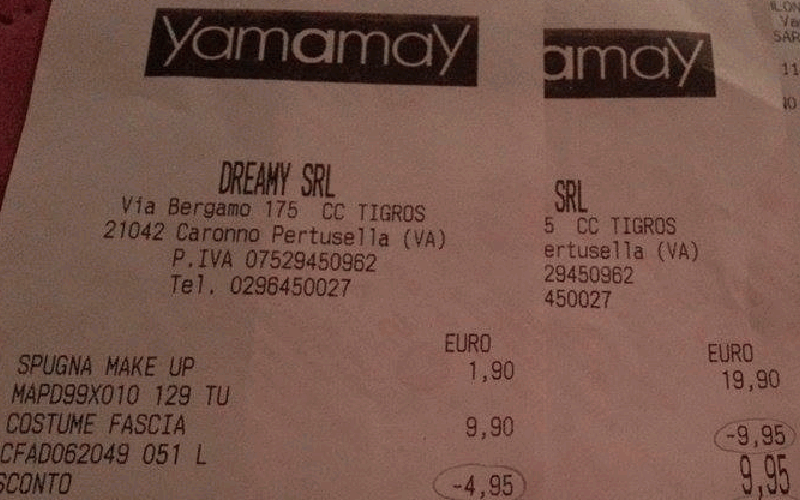 yamamay
DREAMY SRL
Via Bergamo 175 CC TIGROS
21042 Caronno Pertusella (VA)
P.IVA 07529450962
Tel. 0296450027
EURO
SPUGNA MAKE UP 1,90
MAPD99X010 129 TU
COSTUME FASCIA 9,90
CFAD062049 051 L
SCONTO -4,95
amay
SRL
5 CC TIGROS
ertusella (VA)
29450962
450027
EURO
19,90
-9,95
9,95
SAR
11